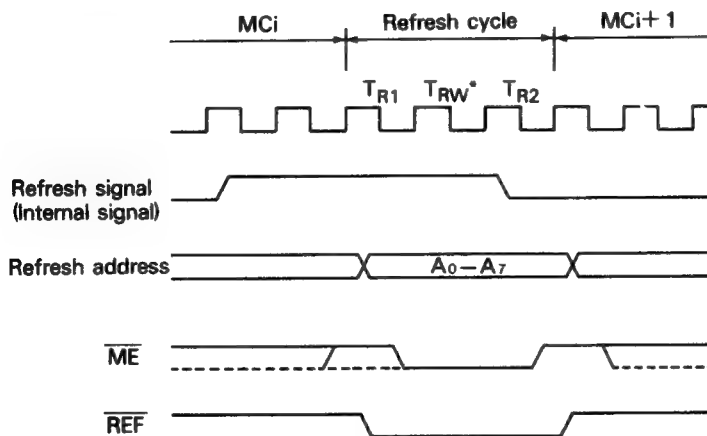 MCi Refresh cycle MCi+ 1
TR1 TRW* TR2
Refresh signal
(Internal signal)
Refresh address A0—A7
ME
REF